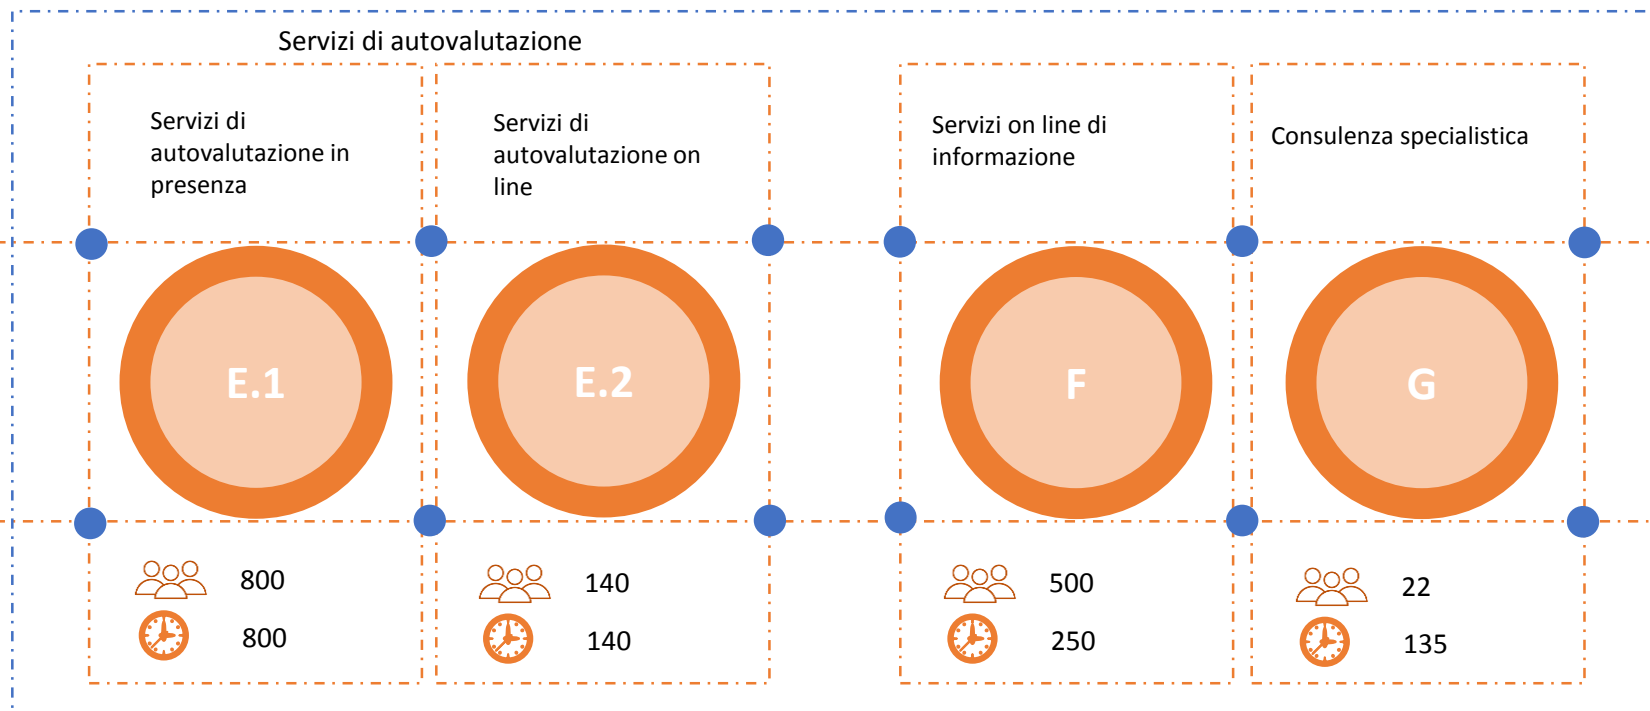 Servizi di autovalutazione
Servizi di
autovalutazione in
presenza
Servizi di
autovalutazione on
line
Servizi on line di
informazione
Consulenza specialistica
E.1
E.2
F
G
800
140
500
22
800
140
250
135